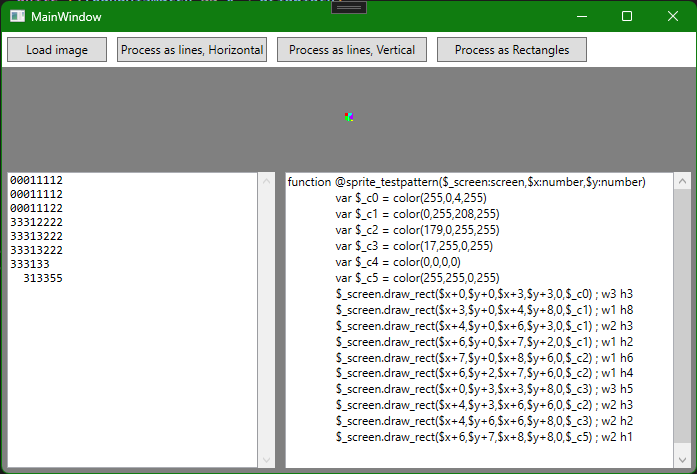 MainWindow
Load image
Process as lines, Horizontal
Process as lines, Vertical
Process as Rectangles
00011112
00011112
00011122
33312222
33313222
33313222
333133
  313355
function @sprite_testpattern($_screen:screen,$x:number,$y:number)
var $_c0 = color(255,0,4,255)
var $_c1 = color(0,255,208,255)
var $_c2 = color(179,0,255,255)
var $_c3 = color(17,255,0,255)
var $_c4 = color(0,0,0,0)
var $_c5 = color(255,255,0,255)
$_screen.draw_rect($x+0,$y+0,$x+3,$y+3,0,$_c0) ; w3 h3
$_screen.draw_rect($x+3,$y+0,$x+4,$y+8,0,$_c1) ; w1 h8
$_screen.draw_rect($x+4,$y+0,$x+6,$y+3,0,$_c1) ; w2 h3
$_screen.draw_rect($x+6,$y+0,$x+7,$y+2,0,$_c1) ; w1 h2
$_screen.draw_rect($x+7,$y+0,$x+8,$y+6,0,$_c2) ; w1 h6
$_screen.draw_rect($x+6,$y+2,$x+7,$y+6,0,$_c2) ; w1 h4
$_screen.draw_rect($x+0,$y+3,$x+3,$y+8,0,$_c3) ; w3 h5
$_screen.draw_rect($x+4,$y+3,$x+6,$y+6,0,$_c2) ; w2 h3
$_screen.draw_rect($x+4,$y+6,$x+6,$y+8,0,$_c3) ; w2 h2
$_screen.draw_rect($x+6,$y+7,$x+8,$y+8,0,$_c5) ; w2 h1